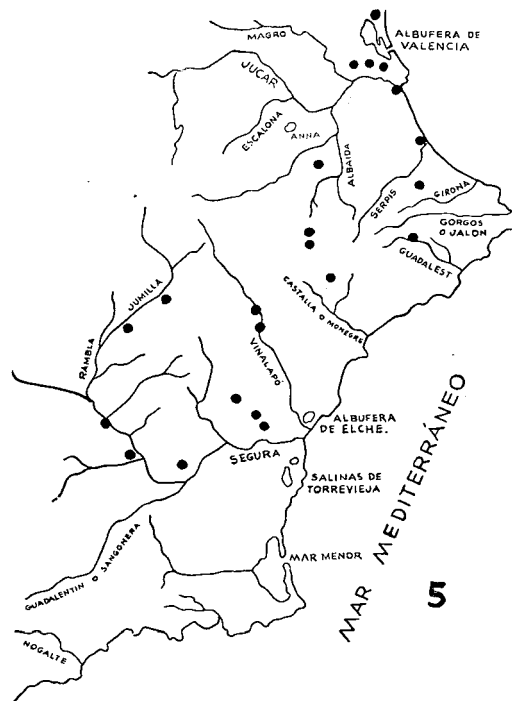 MAGRO
ALBUFERA DE
VALENCIA
JUCAR
ESCALONA
ANNA
ALBAIDA
SERPIS
GIRONA
GORGOS
O JALON
GUADALEST
CASTALLA O MONEGRE
JUMILLA
RAMBLA
VINALAPÓ
ALBUFERA
DE ELCHE.
SEGURA
SALINAS DE
TORREVIEJA
MAR MENOR
GUADALENTIN O SANGONERA
NOGALTE
MAR MEDITERRÁNEO
5